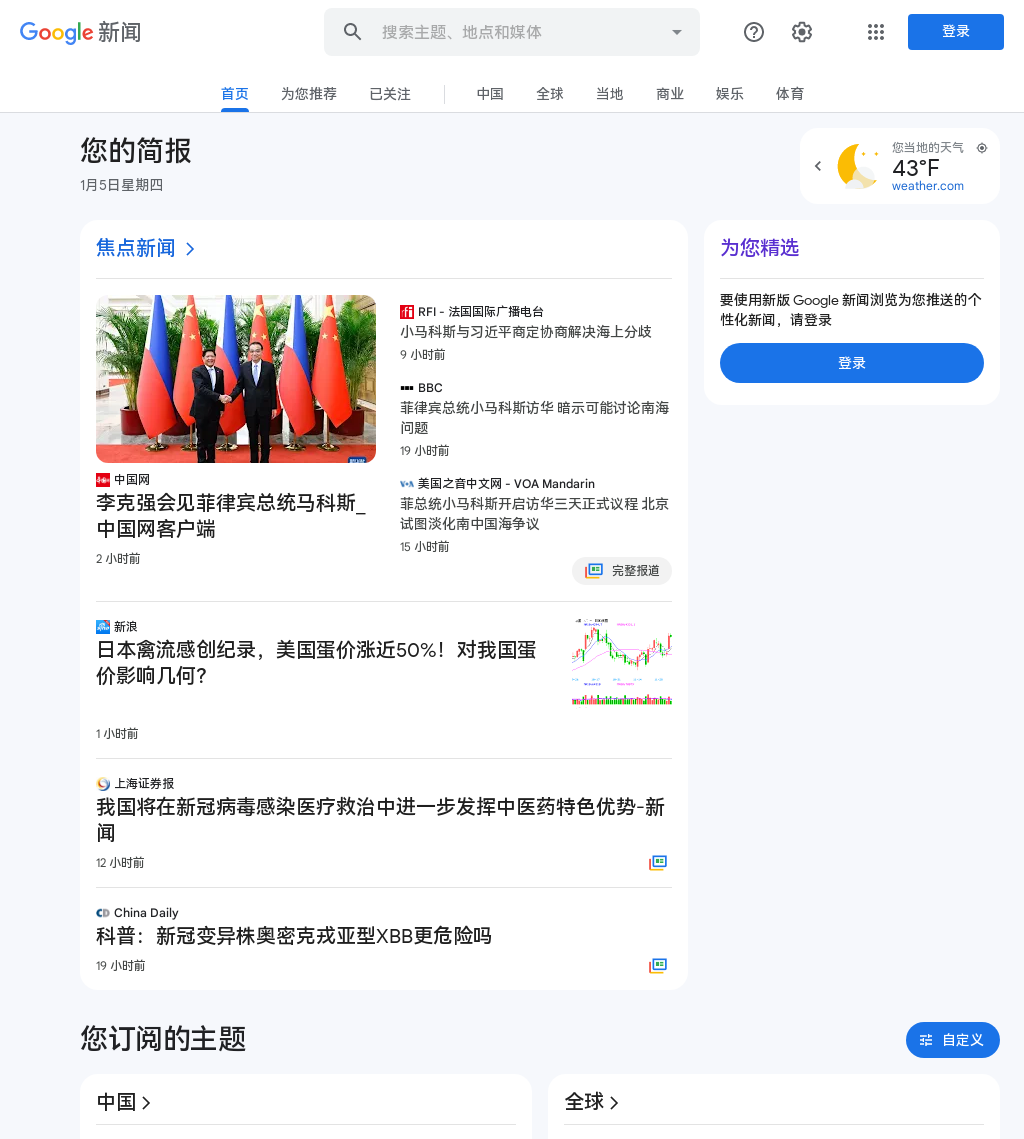 Google 新闻
搜索主题、地点和媒体
登录
首页
为您推荐
已关注
中国
全球
当地
商业
娱乐
体育
您的简报
1月5日星期四
您当地的天气
43°F
weather.com
焦点新闻
中国网
李克强会见菲律宾总统马科斯_
中国网客户端
2 小时前
RFI - 法国国际广播电台
小马科斯与习近平商定协商解决海上分歧
9 小时前
BBC
菲律宾总统小马科斯访华 暗示可能讨论南海
问题
19 小时前
美国之音中文网 - VOA Mandarin
菲总统小马科斯开启访华三天正式议程 北京
试图淡化南中国海争议
15 小时前
完整报道
新浪
日本禽流感创纪录，美国蛋价涨近50%！对我国蛋
价影响几何？
1 小时前
上海证券报
我国将在新冠病毒感染医疗救治中进一步发挥中医药特色优势-新
闻
12 小时前
China Daily
科普：新冠变异株奥密克戎亚型XBB更危险吗
19 小时前
为您精选
要使用新版 Google 新闻浏览为您推送的个
性化新闻，请登录
登录
您订阅的主题
自定义
中国
全球